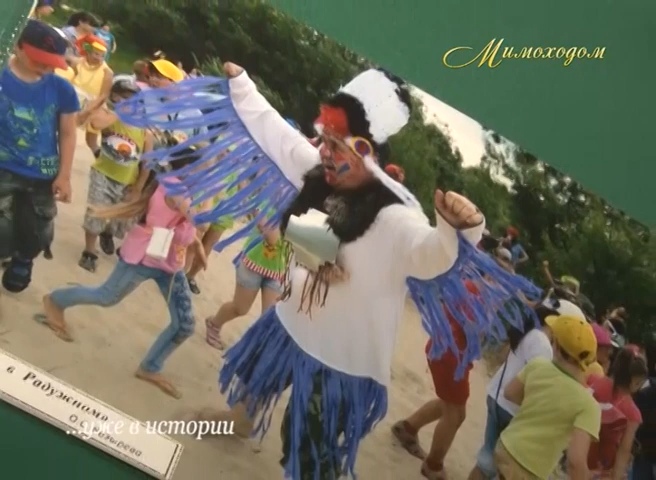 Мимоходом
в Радужном
...уже в истории